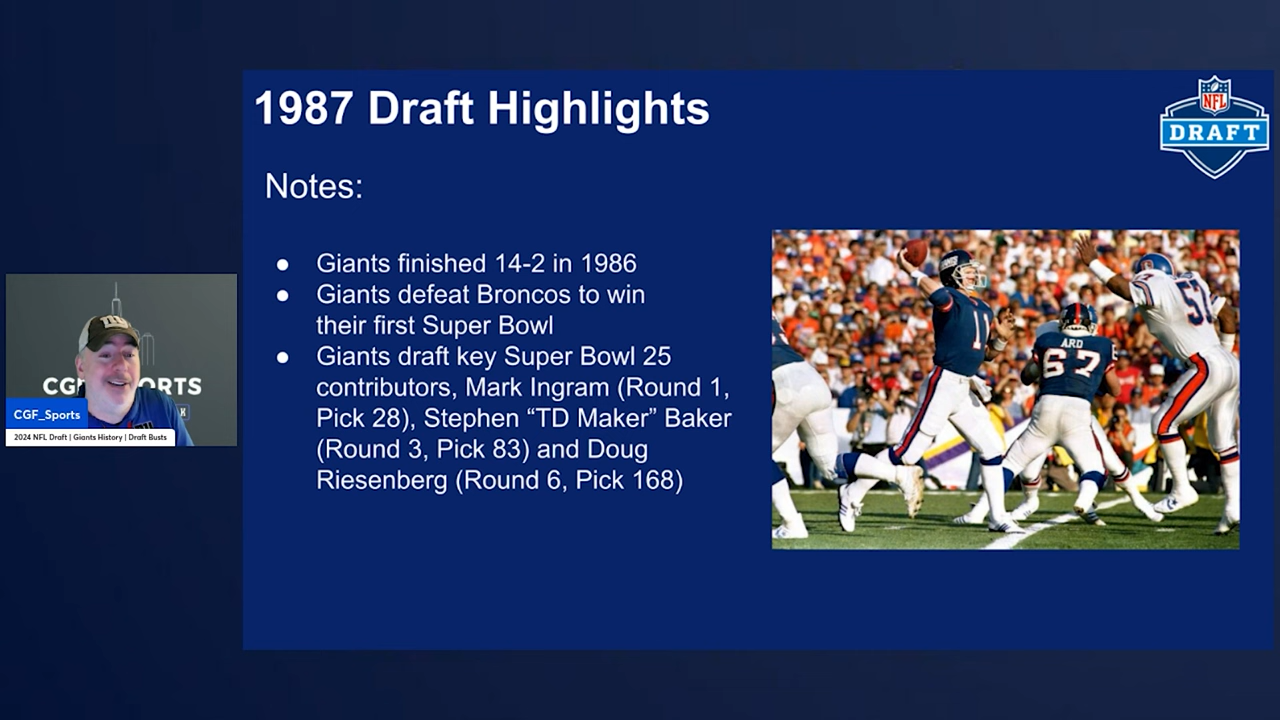 1987 Draft Highlights
NFL
DRAFT
Notes:
● Giants finished 14-2 in 1986
● Giants defeat Broncos to win
their first Super Bowl
● Giants draft key Super Bowl 25
contributors, Mark Ingram (Round 1,
Pick 28), Stephen “TD Maker” Baker
(Round 3, Pick 83) and Doug
Riesenberg (Round 6, Pick 168)
11
ARD
67
57
CGF_Sports
2024 NFL Draft | Giants History | Draft Busts